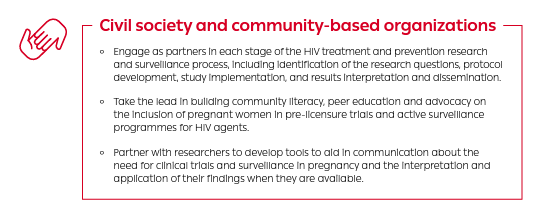 Civil society and community-based organizations
Engage as partners in each stage of the HIV treatment and prevention research
and surveillance process, including identification of the research questions, protocol
development, study implementation, and results interpretation and dissemination.
Take the lead in building community literacy, peer education and advocacy on
the inclusion of pregnant women in pre-licensure trials and active surveillance
programmes for HIV agents.
Partner with researchers to develop tools to aid in communication about the
need for clinical trials and surveillance in pregnancy and the interpretation and
application of their findings when they are available.